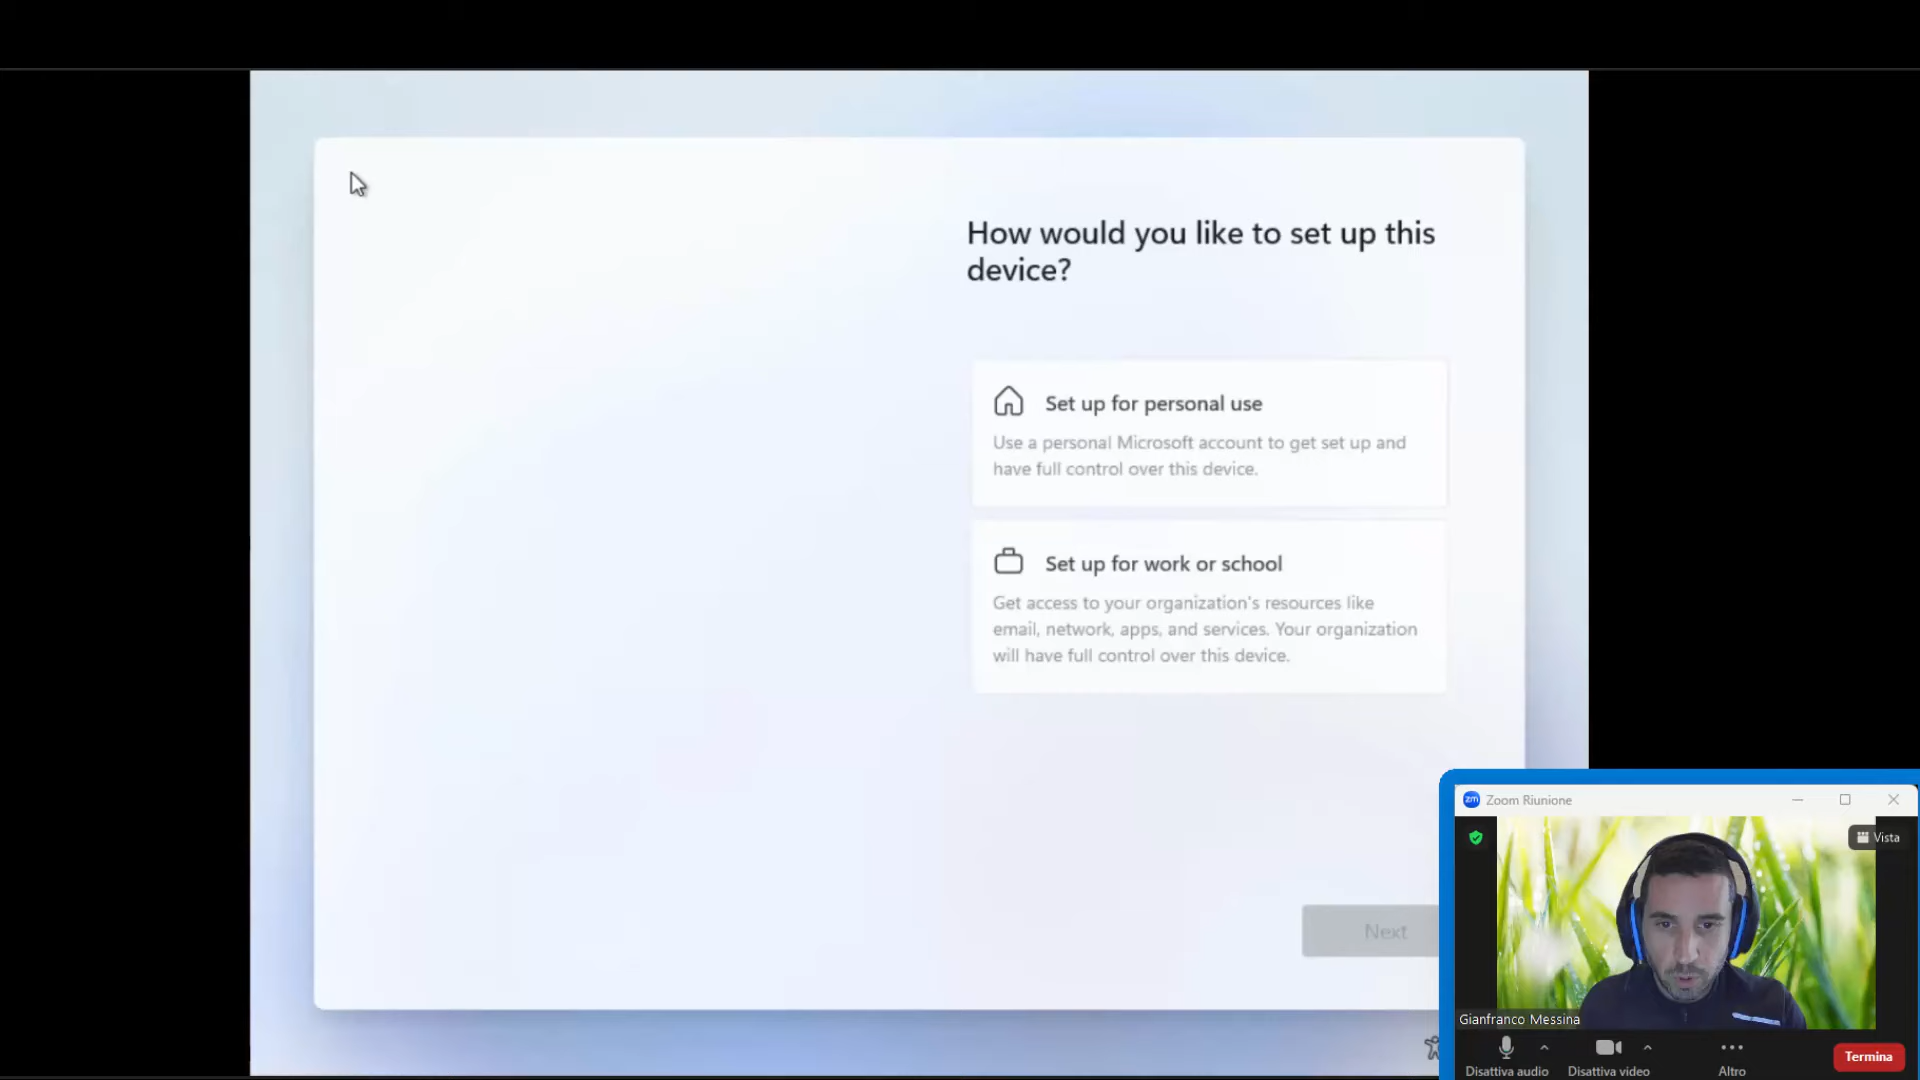 How would you like to set up this
device?
Set up for personal use
Use a personal Microsoft account to get set up and
have full control over this device.
Set up for work or school
Get access to your organization's resources like
email, network, apps, and services. Your organization
will have full control over this device.
Next
zm Zoom Riunione
Vista
Gianfranco Messina
Disattiva audio
Disattiva video
Altro
Termina